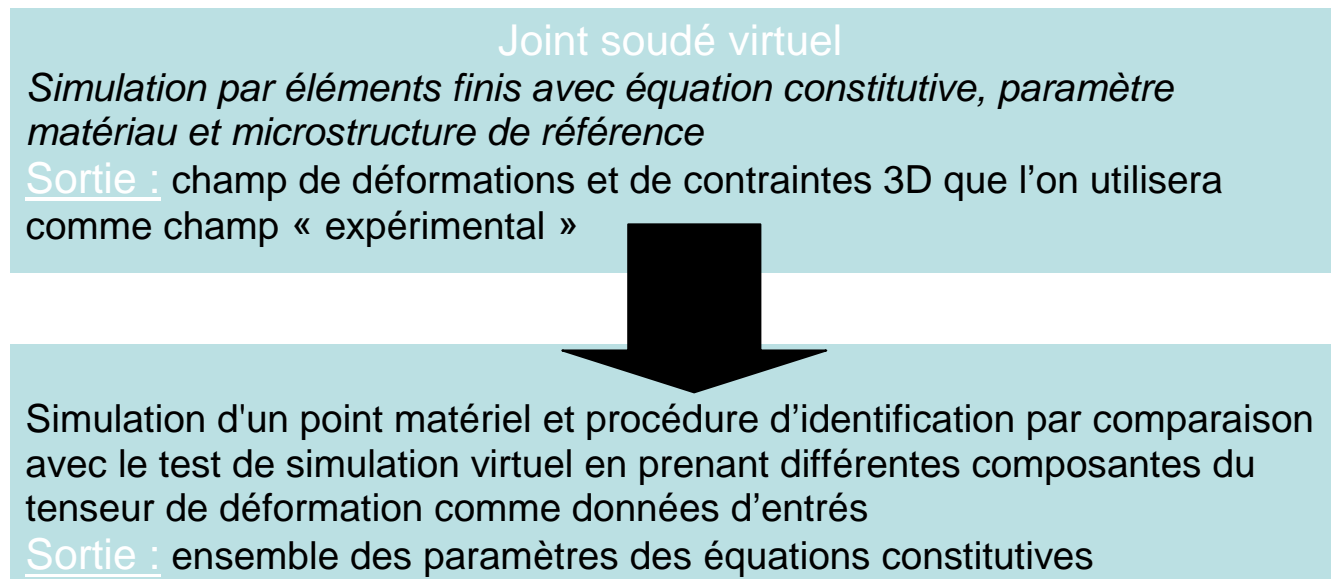 Joint soudé virtuel
Simulation par éléments finis avec équation constitutive, paramètre
matériau et microstructure de référence
Sortie : champ de déformations et de contraintes 3D que l’on utilisera
comme champ « expérimental »
Simulation d'un point matériel et procédure d’identification par comparaison
avec le test de simulation virtuel en prenant différentes composantes du
tenseur de déformation comme données d’entrés
Sortie : ensemble des paramètres des équations constitutives